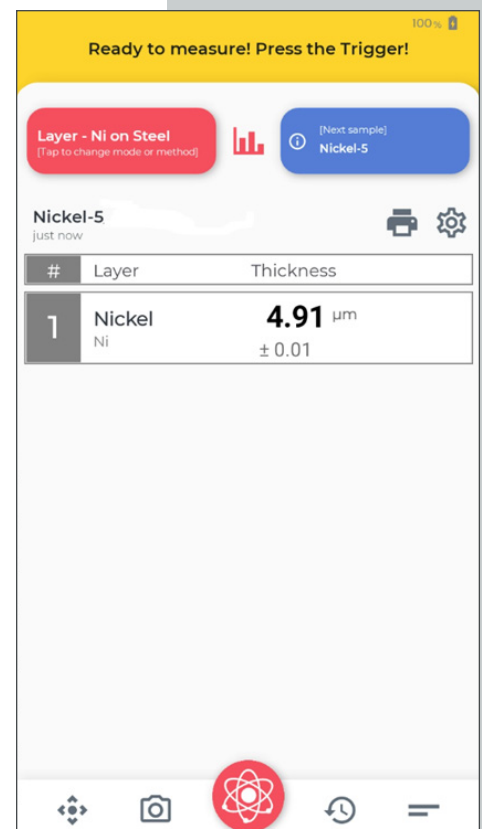 100%
Ready to measure! Press the Trigger!
Layer - Ni on Steel
[Tap to change mode or method]
[Next sample]
Nickel-5
Nickel-5
just now
# Layer Thickness
1 Nickel 4.91 µm
Ni ± 0.01